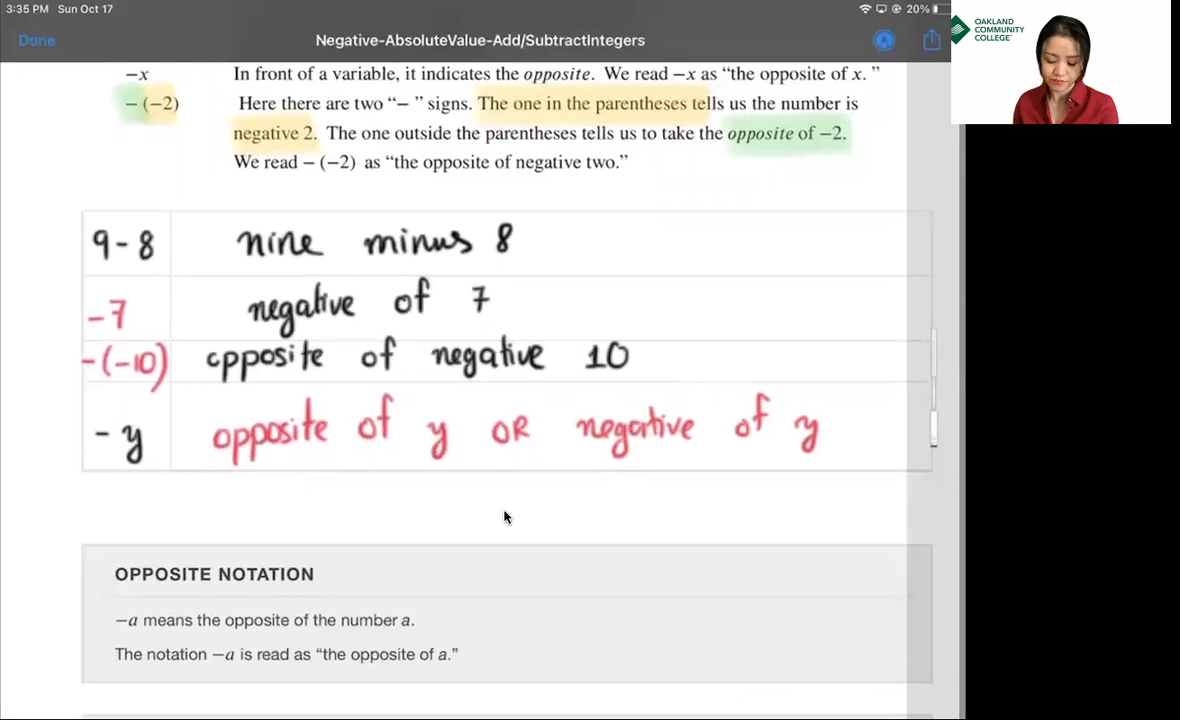 3:35 PM Sun Oct 17
20%
Done
Negative-AbsoluteValue-Add/SubtractIntegers
OAKLAND
COMMUNITY
COLLEGE
−x In front of a variable, it indicates the opposite. We read −x as “the opposite of x.”
−(−2) Here there are two “−” signs. The one in the parentheses tells us the number is
negative 2. The one outside the parentheses tells us to take the opposite of −2.
We read −(−2) as “the opposite of negative two.”
9-8 nine minus 8
-7 negative of 7
-(-10) opposite of negative 10
-y opposite of y OR negative of y
OPPOSITE NOTATION
−a means the opposite of the number a.
The notation −a is read as “the opposite of a.”